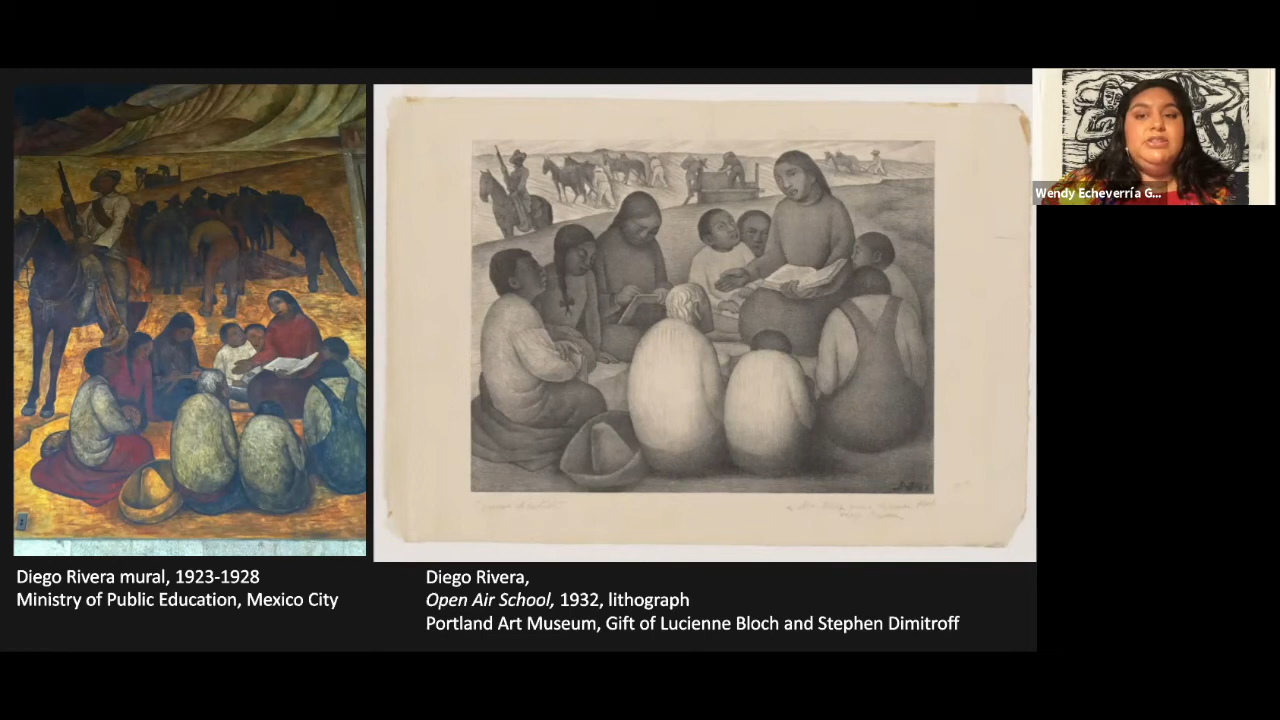 Wendy Echeverría G...
Diego Rivera mural, 1923-1928
Ministry of Public Education, Mexico City
Diego Rivera,
Open Air School, 1932, lithograph
Portland Art Museum, Gift of Lucienne Bloch and Stephen Dimitroff